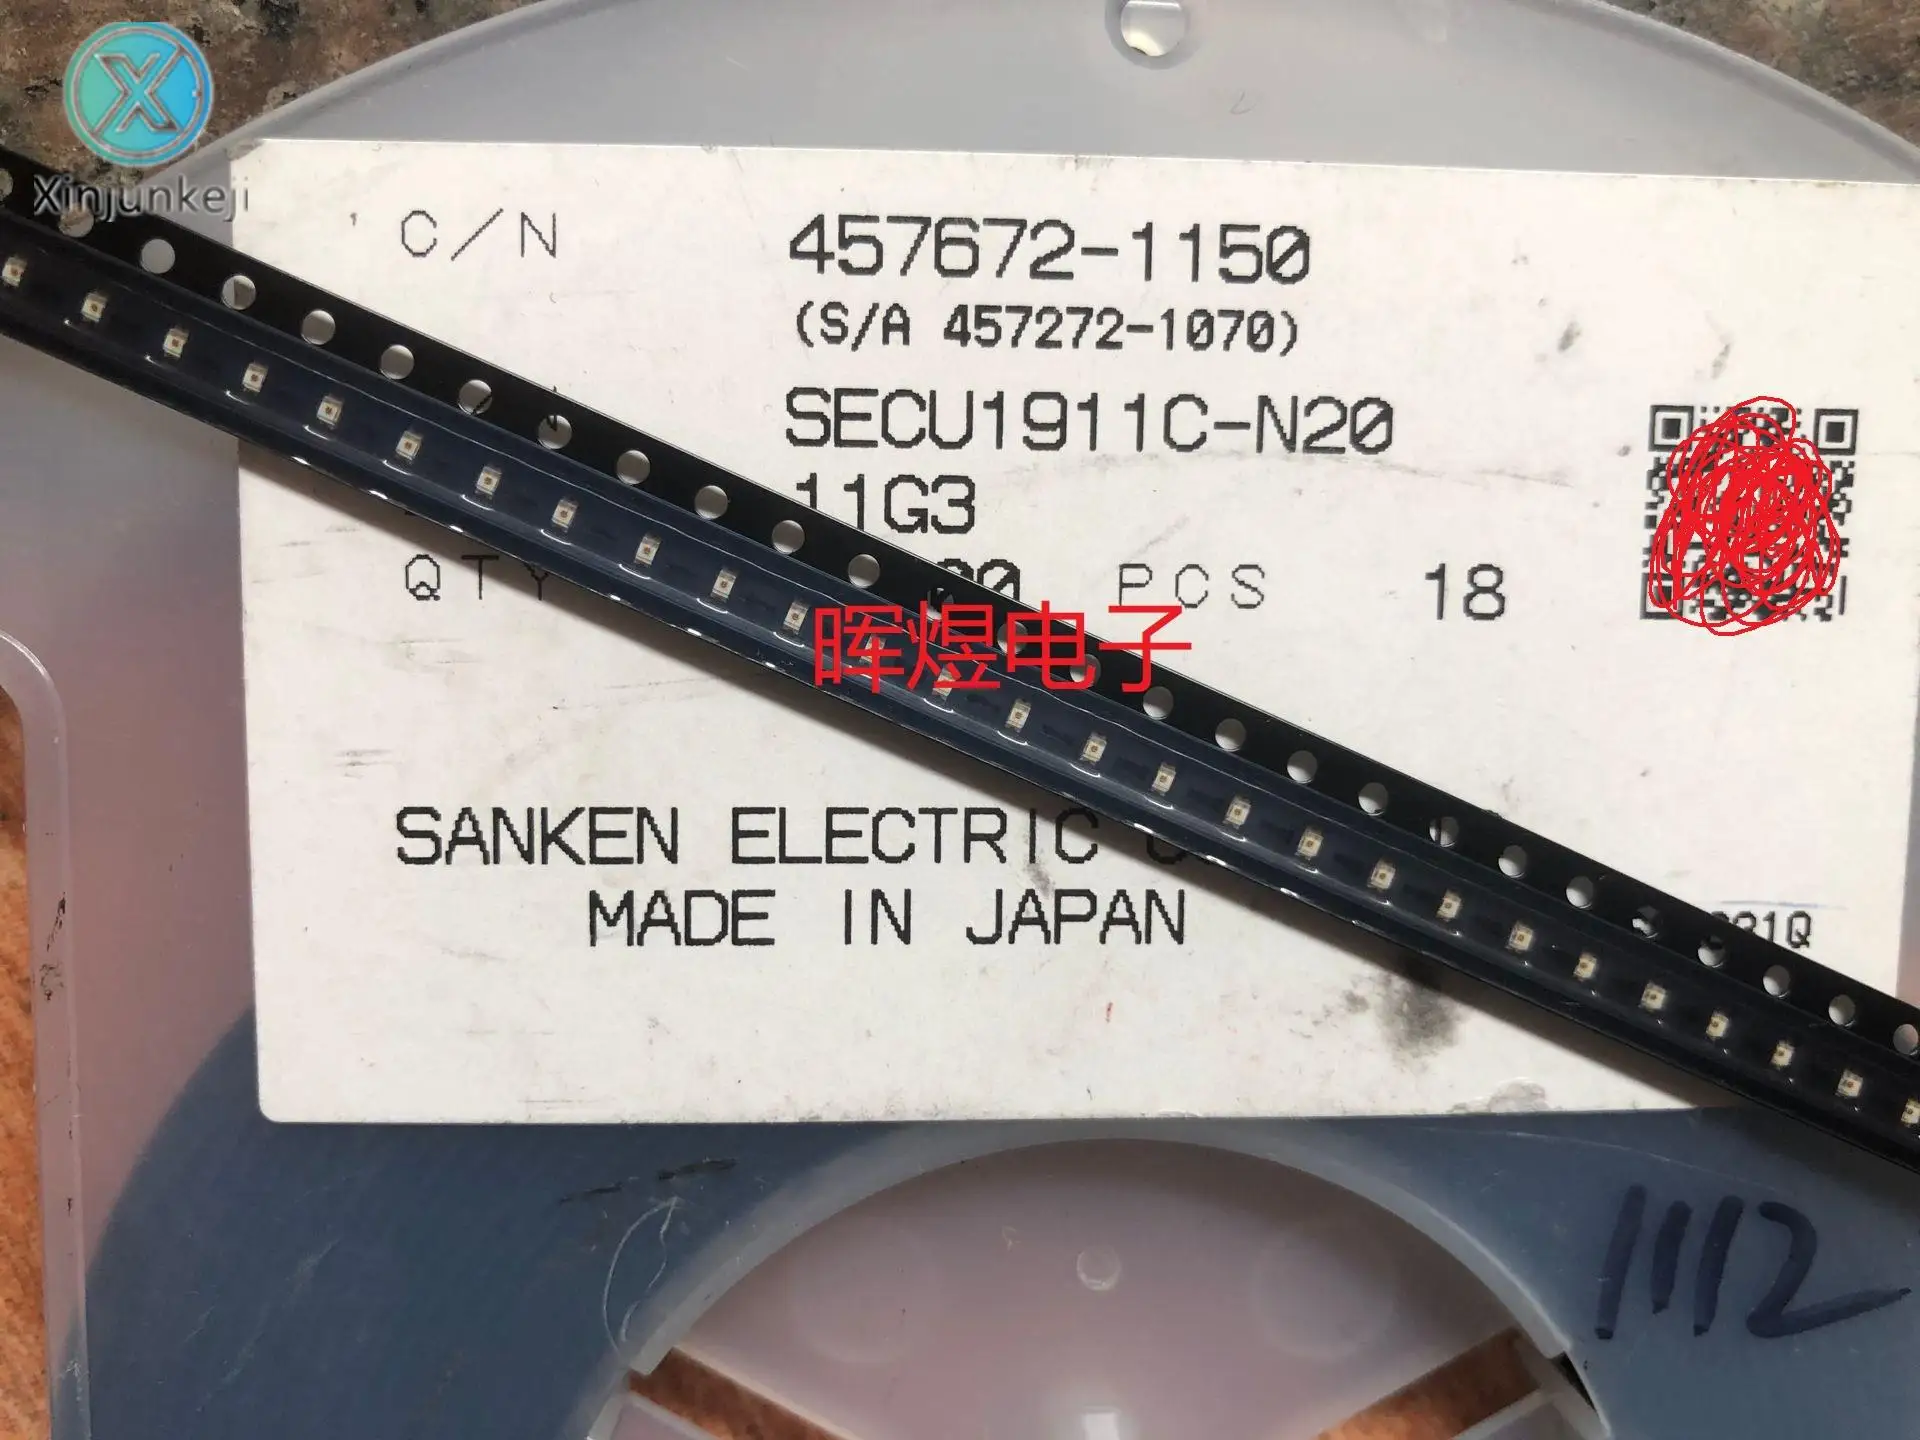 Xinjunkeji
C/N 457672-1150
(S/A 457272-1070)
SECU1911C-N20
11G3
QTY PCS 18
晖煜电子
SANKEN ELECTRIC
MADE IN JAPAN
1112